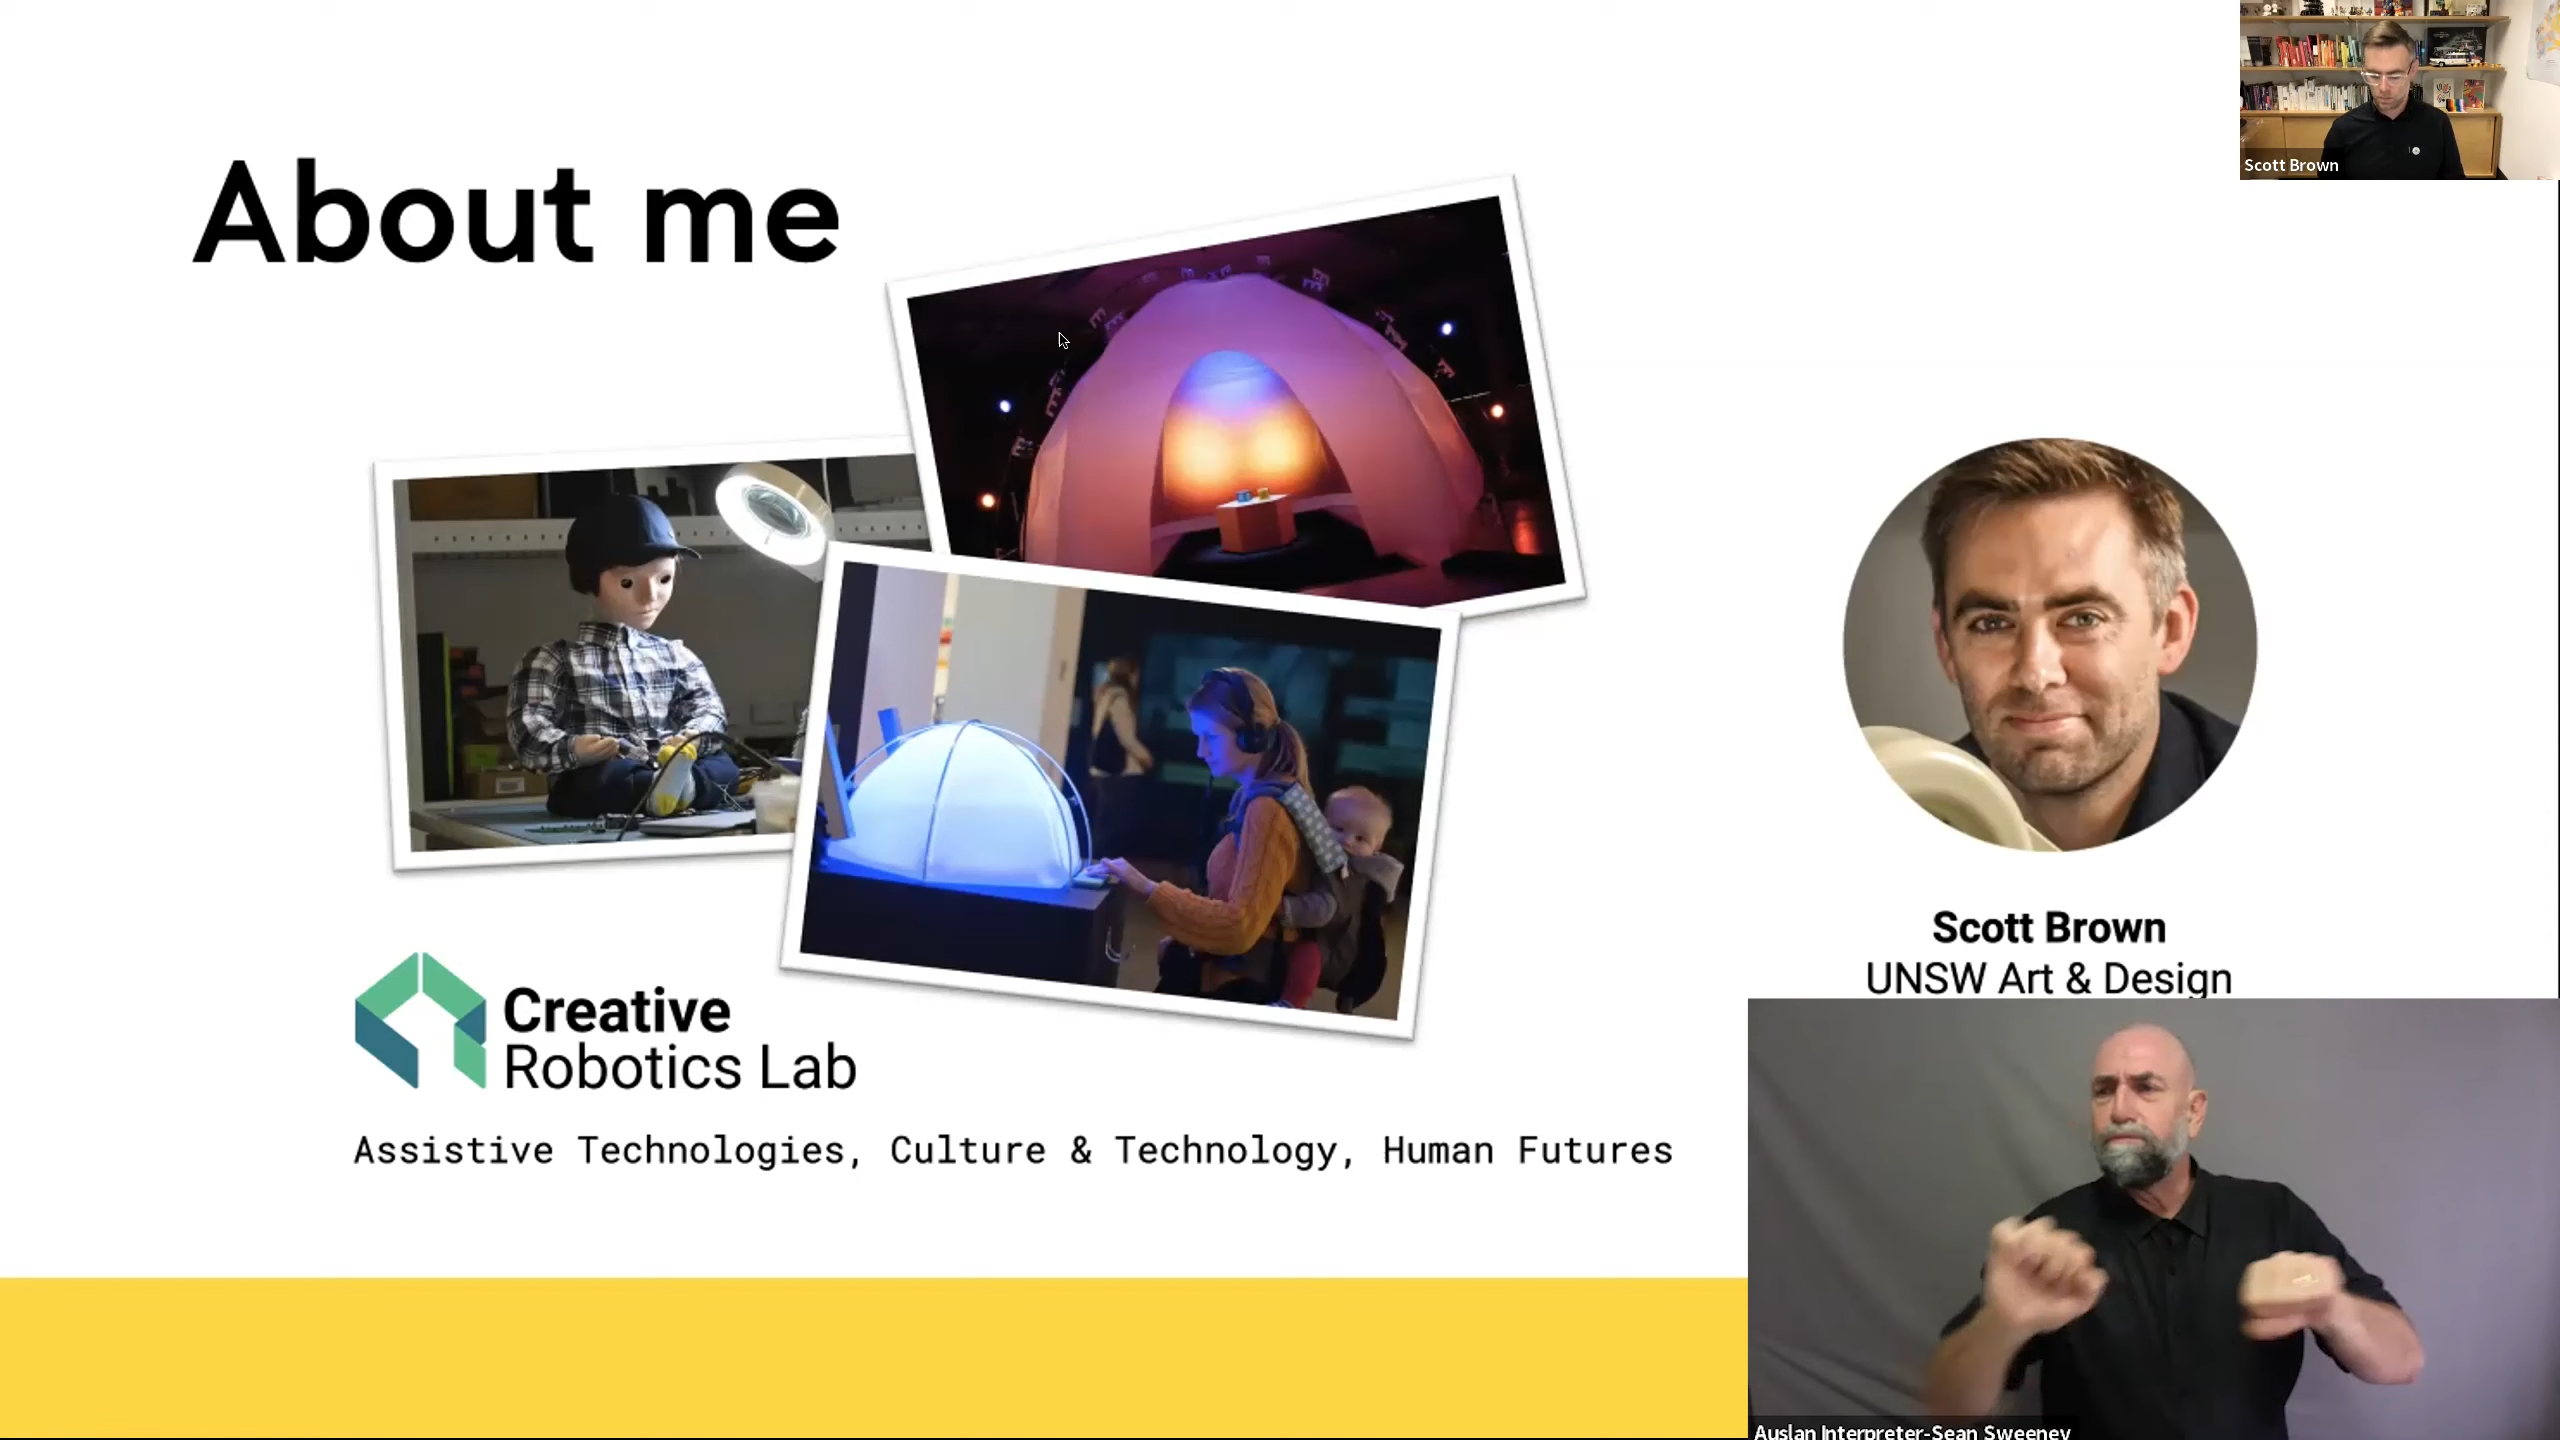 About me
Scott Brown
Scott Brown
UNSW Art & Design
Creative
Robotics Lab
Assistive Technologies, Culture & Technology, Human Futures
Auslan Interpreter-Sean Sweeney